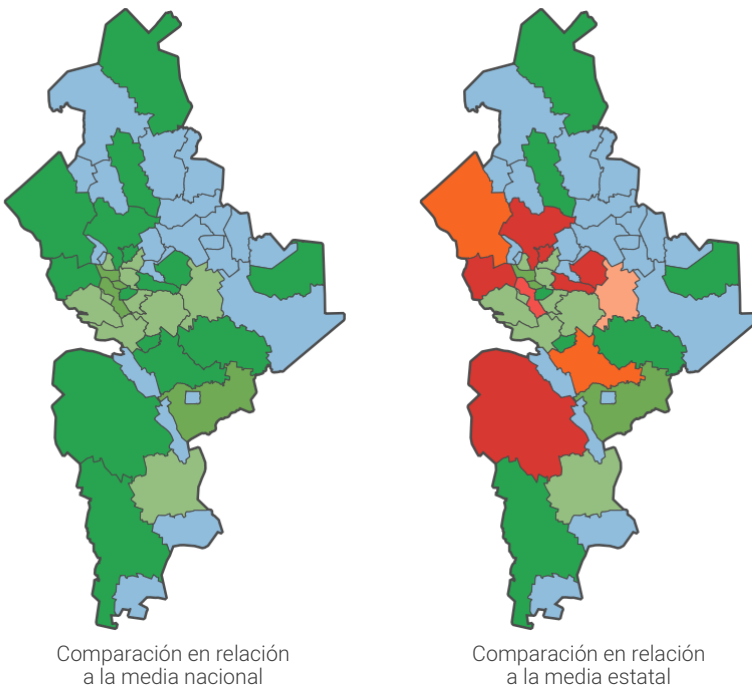 Comparación en relación
a la media nacional
Comparación en relación
a la media estatal